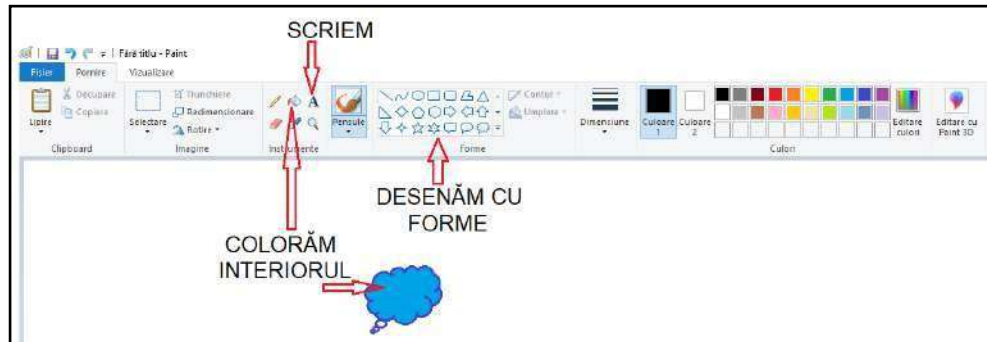 SCRIEM
Fără titlu - Paint
Fișier Pornire Vizualizare
Lipire
Decupare
Copiere
Clipboard
Selectare
Trunchiere
Redimensionare
Rotire
Imagine
A
Instrumente
Pensule
Contur
Umplere
Forme
Dimensiune
Culoare
1
Culoare
2
Editare
culori
Culori
Editare cu
Paint 3D
DESENĂM CU
FORME
COLORĂM
INTERIORUL